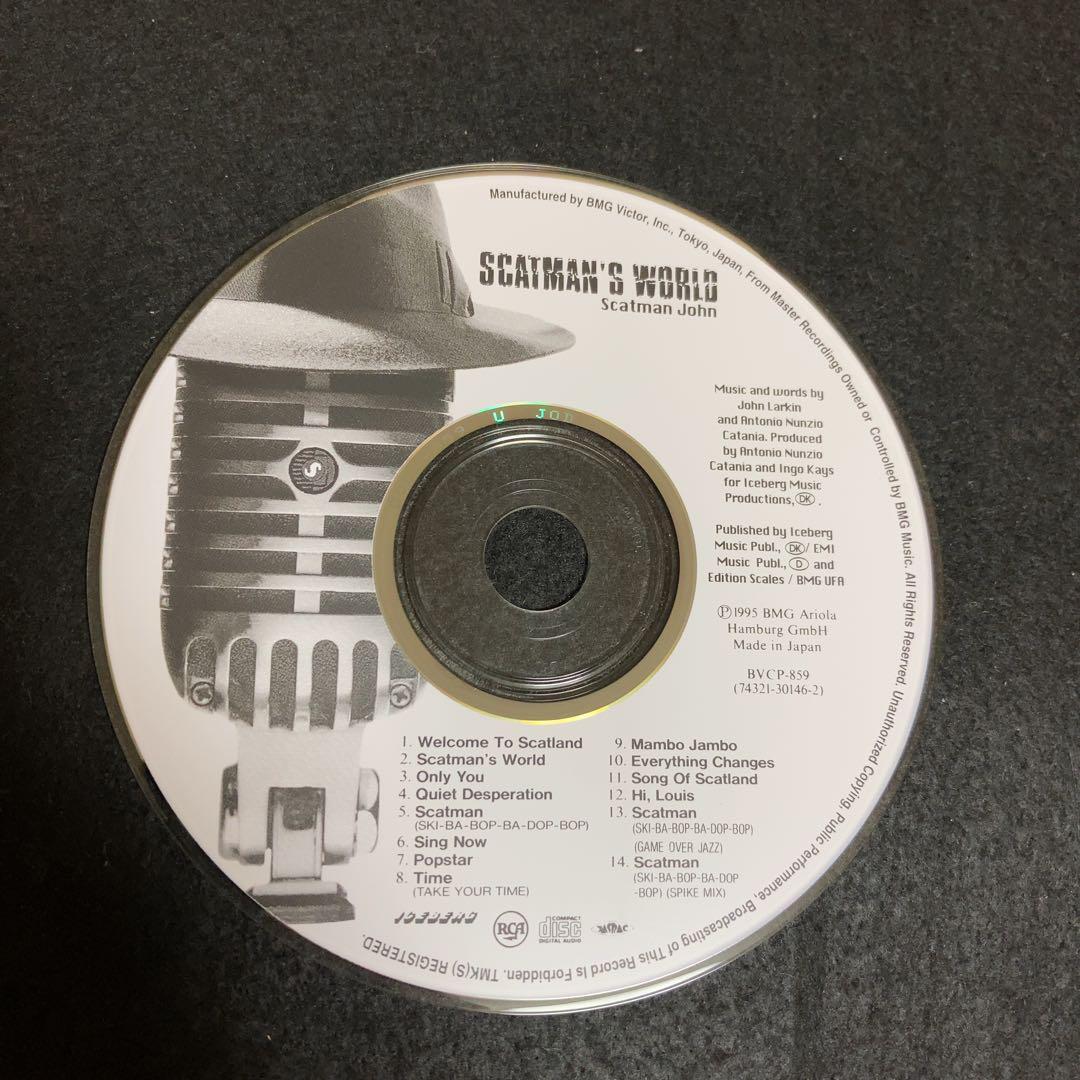 Manufactured by BMG Victor, Inc., Tokyo, Japan, From Master Recordings Owned or Controlled by BMG Music. All Rights Reserved. Unauthorized Copying, Public Performance, Broadcasting of This Record Is Forbidden. TMK(S) REGISTERED.
SCATMAN'S WORLD
Scatman John
Music and words by
John Larkin
and Antonio Nunzio
Catania. Produced
by Antonio Nunzio
Catania and Ingo Kays
for Iceberg Music
Productions, DK .
Published by Iceberg
Music Publ., DK / EMI
Music Publ., D and
Edition Scales / BMG UFA
Ⓟ1995 BMG Ariola
Hamburg GmbH
Made in Japan
BVCP-859
(74321-30146-2)
S
1. Welcome To Scatland
2. Scatman's World
3. Only You
4. Quiet Desperation
5. Scatman
(SKI-BA-BOP-BA-DOP-BOP)
6. Sing Now
7. Popstar
8. Time
(TAKE YOUR TIME)
9. Mambo Jambo
10. Everything Changes
11. Song Of Scatland
12. Hi, Louis
13. Scatman
(SKI-BA-BOP-BA-DOP-BOP)
(GAME OVER JAZZ)
14. Scatman
(SKI-BA-BOP-BA-DOP
-BOP) (SPIKE MIX)
ICEBERG
RCA
COMPACT
disc
DIGITAL AUDIO